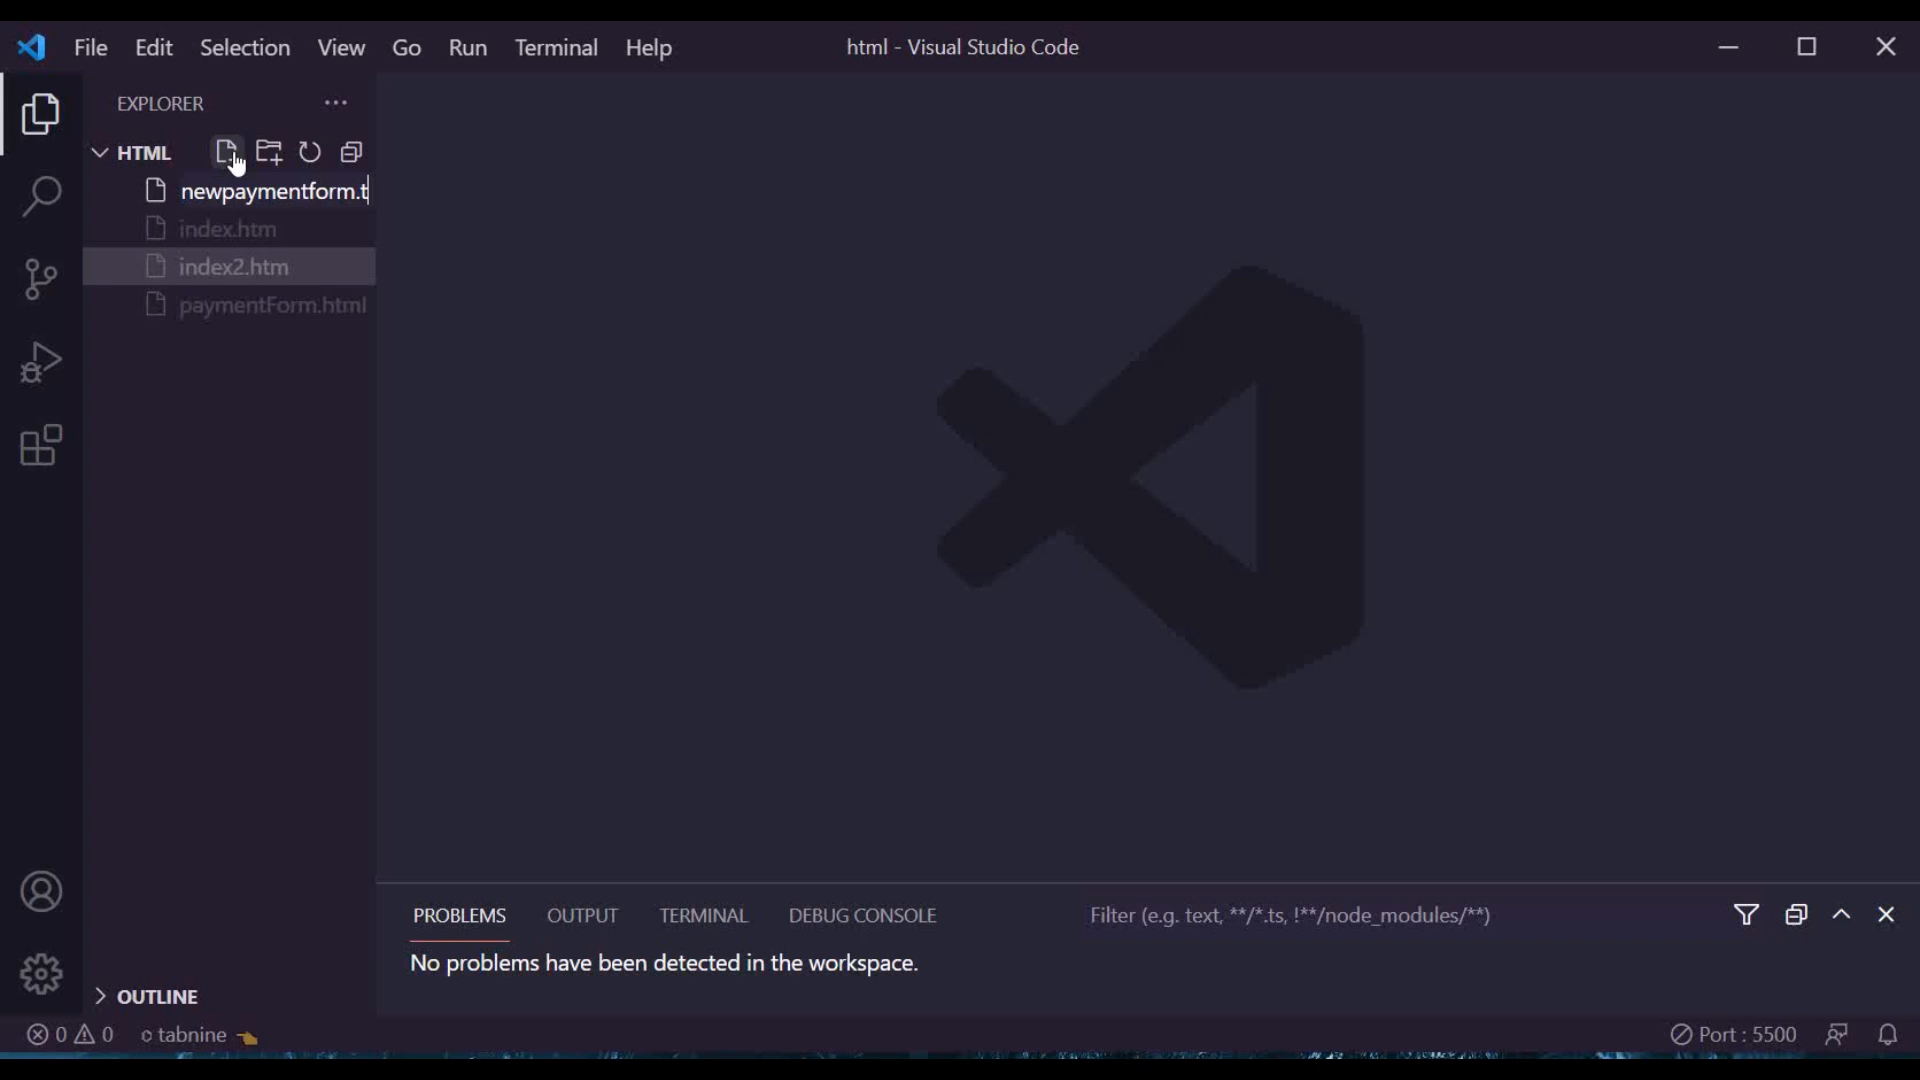 File Edit Selection View Go Run Terminal Help html - Visual Studio Code
EXPLORER
HTML
newpaymentform.t
index.htm
index2.htm
paymentForm.html
PROBLEMS OUTPUT TERMINAL DEBUG CONSOLE Filter (e.g. text, **/*.ts, !**/node_modules/**)
No problems have been detected in the workspace.
OUTLINE
0 0 tabnine Port : 5500